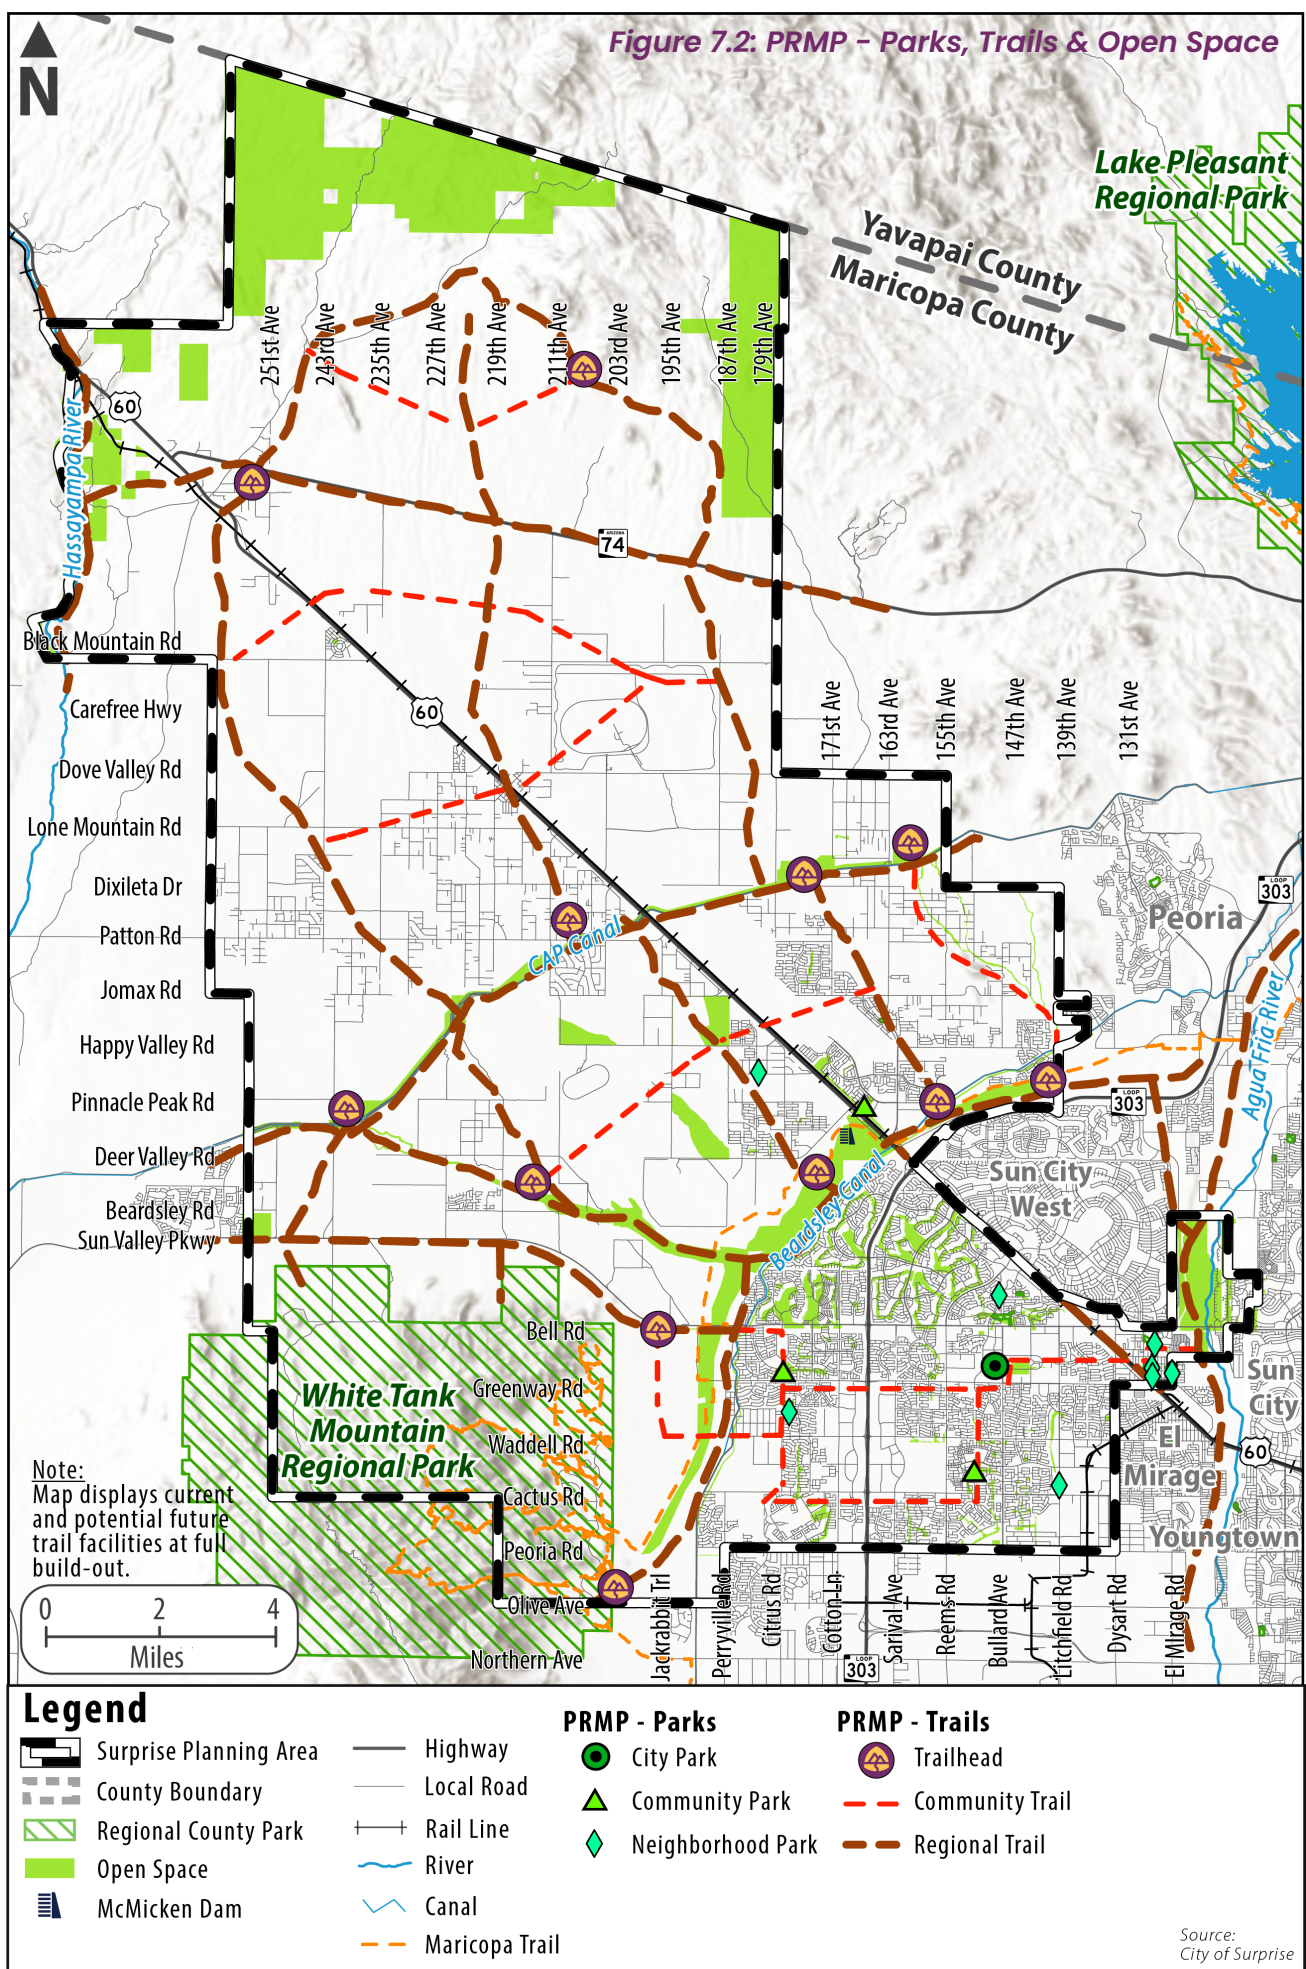 Figure 7.2: PRMP - Parks, Trails & Open Space
N
Lake Pleasant
Regional Park
Yavapai County
Maricopa County
251st Ave
243rd Ave
235th Ave
227th Ave
219th Ave
211th Ave
203rd Ave
195th Ave
187th Ave
179th Ave
60
Hassayampa River
ARIZONA
74
Black Mountain Rd
Carefree Hwy
Dove Valley Rd
Lone Mountain Rd
Dixileta Dr
Patton Rd
Jomax Rd
Happy Valley Rd
Pinnacle Peak Rd
Deer Valley Rd
Beardsley Rd
Sun Valley Pkwy
60
171st Ave
163rd Ave
155th Ave
147th Ave
139th Ave
131st Ave
LOOP
303
Peoria
CAP Canal
Agua Fria River
LOOP
303
Sun City
West
Beardsley Canal
Bell Rd
Greenway Rd
Waddell Rd
Cactus Rd
Peoria Rd
Olive Ave
Northern Ave
White Tank
Mountain
Regional Park
Sun
City
El
Mirage
60
Youngtown
Note:
Map displays current
and potential future
trail facilities at full
build-out.
0 2 4
Miles
Jackrabbit Trl
Perryville Rd
Citrus Rd
Cotton Ln
Sarival Ave
Reems Rd
Bullard Ave
Litchfield Rd
Dysart Rd
El Mirage Rd
LOOP
303
Legend
Surprise Planning Area
County Boundary
Regional County Park
Open Space
McMicken Dam
Highway
Local Road
Rail Line
River
Canal
Maricopa Trail
PRMP - Parks
City Park
Community Park
Neighborhood Park
PRMP - Trails
Trailhead
Community Trail
Regional Trail
Source:
City of Surprise